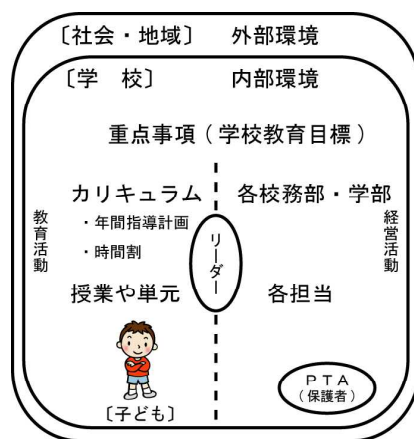 〔社会・地域〕 外部環境
〔学 校〕 内部環境
重点事項(学校教育目標)
カリキュラム
・年間指導計画
・時間割
授業や単元
教育活動
リーダー
各校務部・学部
各担当
経営活動
〔子ども〕
PTA
(保護者)